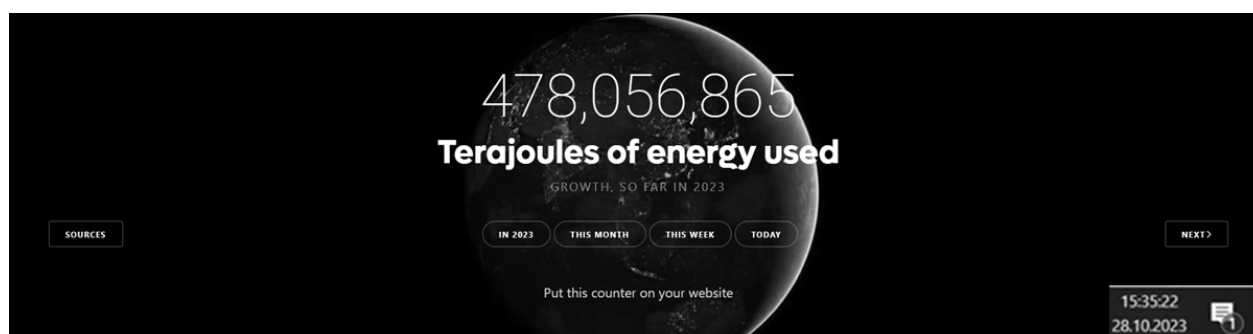 478,056,865
Terajoules of energy used
GROWTH, SO FAR IN 2023
SOURCES
IN 2023
THIS MONTH
THIS WEEK
TODAY
NEXT>
Put this counter on your website
15:35:22
28.10.2023
1